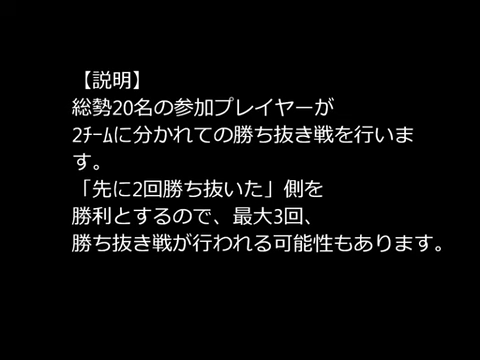 【説明】
総勢20名の参加プレイヤーが
2ﾁｰﾑに分かれての勝ち抜き戦を行いま
す。
「先に2回勝ち抜いた」側を
勝利とするので、最大3回、
勝ち抜き戦が行われる可能性もあります。